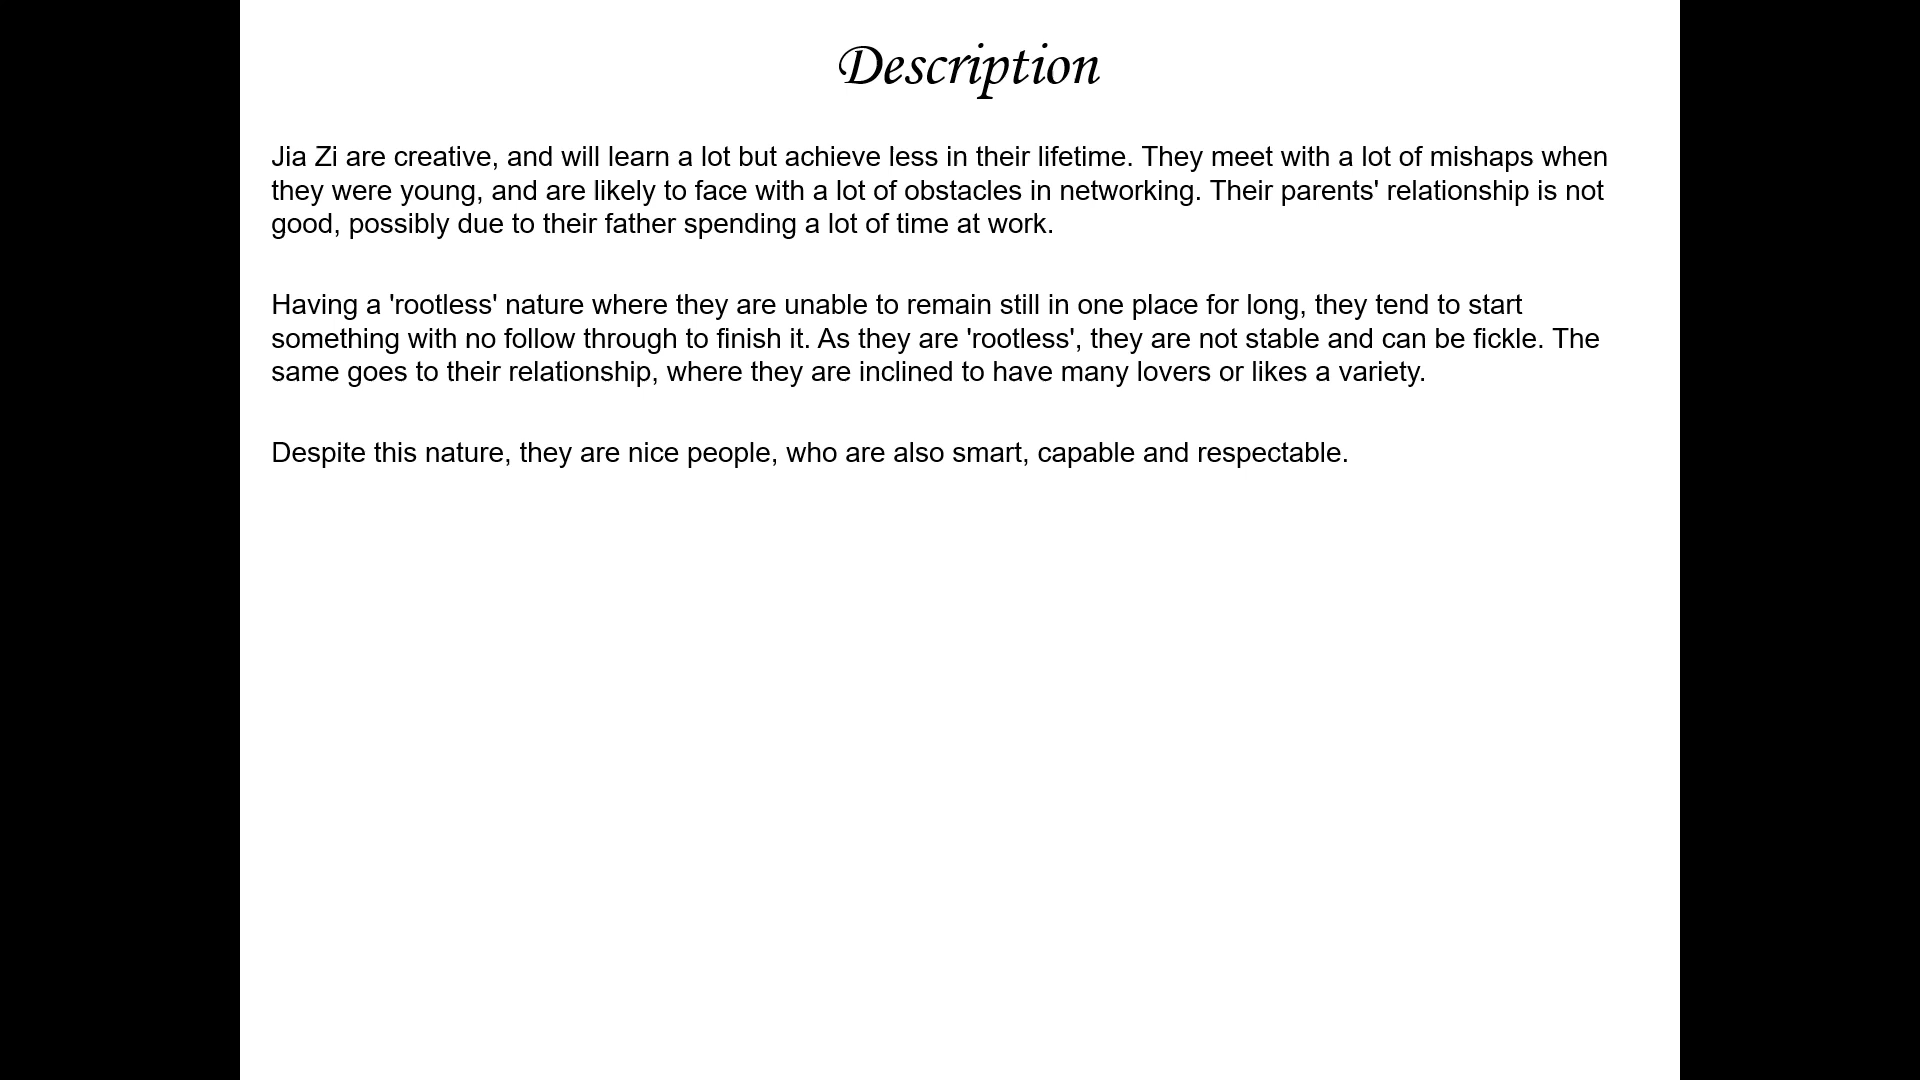 Description
Jia Zi are creative, and will learn a lot but achieve less in their lifetime. They meet with a lot of mishaps when
they were young, and are likely to face with a lot of obstacles in networking. Their parents' relationship is not
good, possibly due to their father spending a lot of time at work.
Having a 'rootless' nature where they are unable to remain still in one place for long, they tend to start
something with no follow through to finish it. As they are 'rootless', they are not stable and can be fickle. The
same goes to their relationship, where they are inclined to have many lovers or likes a variety.
Despite this nature, they are nice people, who are also smart, capable and respectable.